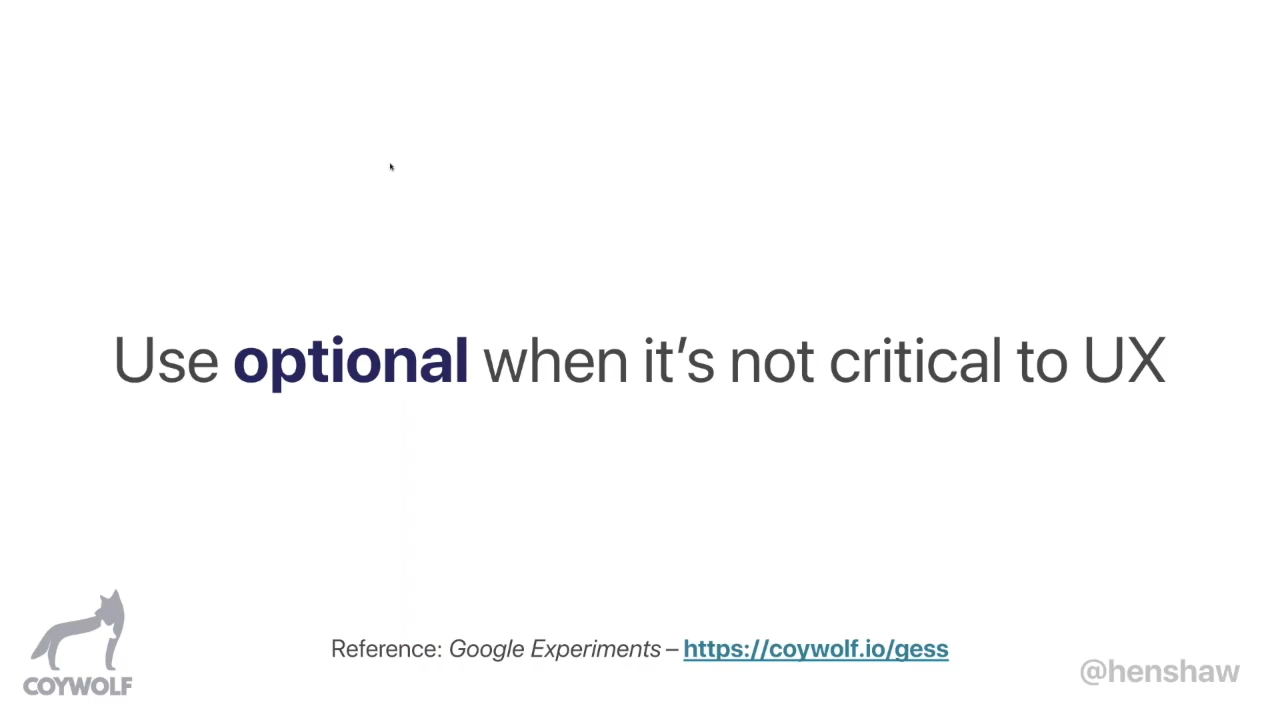 Use optional when it’s not critical to UX
Reference: Google Experiments – https://coywolf.io/gess
COYWOLF
@henshaw